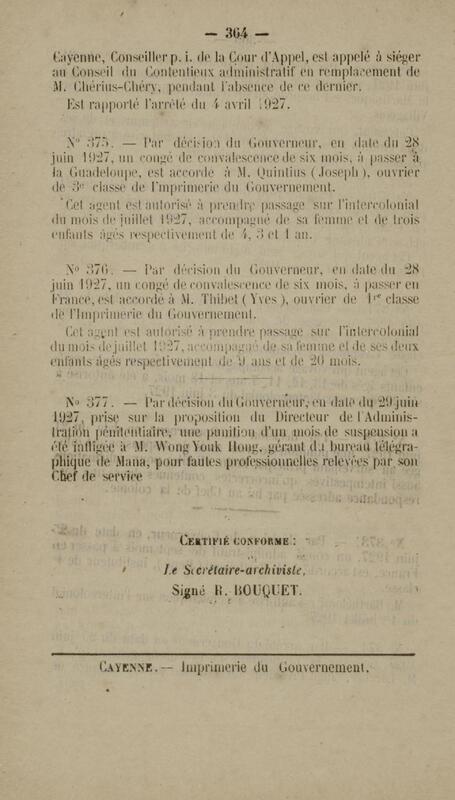 — 364 —
Cayenne, Conseiller p. i. de la Cour d'Appel, est appelé à siéger
au Conseil du Contentieux administratif en remplacement de
M. Chérius-Chéry, pendant l'absence de ce dernier.
Est rapporté l'arrêté du 4 avril 1927.
N° 375. — Par décision du Gouverneur, en date du 28
juin 1927, un congé de convalescence de six mois, à passer à
la Guadeloupe, est accordé à M. Quintius (Joseph), ouvrier
de 3e classe de l'Imprimerie du Gouvernement.
Cet agent est autorisé à prendre passage sur l'intercolonial
du mois de juillet 1927, accompagné de sa femme et de trois
enfants âgés respectivement de 4, 3 et 1 an.
N° 376. — Par décision du Gouverneur, en date du 28
juin 1927, un congé de convalescence de six mois, à passer en
France, est accordé à M. Thibet (Yves), ouvrier de 1re classe
de l'Imprimerie du Gouvernement.
Cet agent est autorisé à prendre passage sur l'intercolonial
du mois de juillet 1927, accompagné de sa femme et de ses deux
enfants âgés respectivement de 9 ans et de 20 mois.
N° 377. — Par décision du Gouverneur, en date du 29 juin
1927, prise sur la proposition du Directeur de l'Adminis-
tration pénitentiaire, une punition d'un mois de suspension a
été infligée à M. Wong Youk Hong, gérant du bureau télégra-
phique de Mana, pour fautes professionnelles relevées par son
Chef de service
CERTIFIÉ CONFORME :
Le Secrétaire-archiviste,
Signé R. BOUQUET.
CAYENNE. — Imprimerie du Gouvernement.